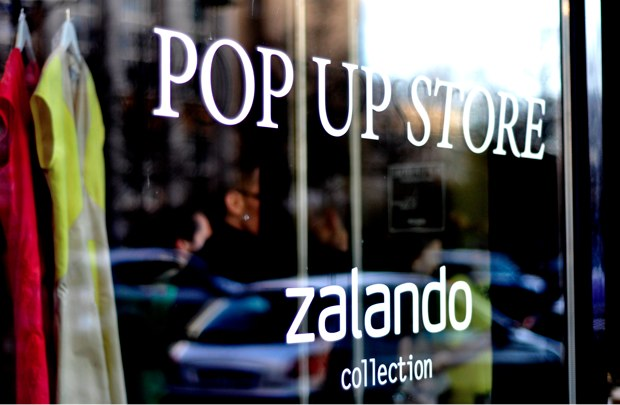 POP UP STORE
zalando
collection